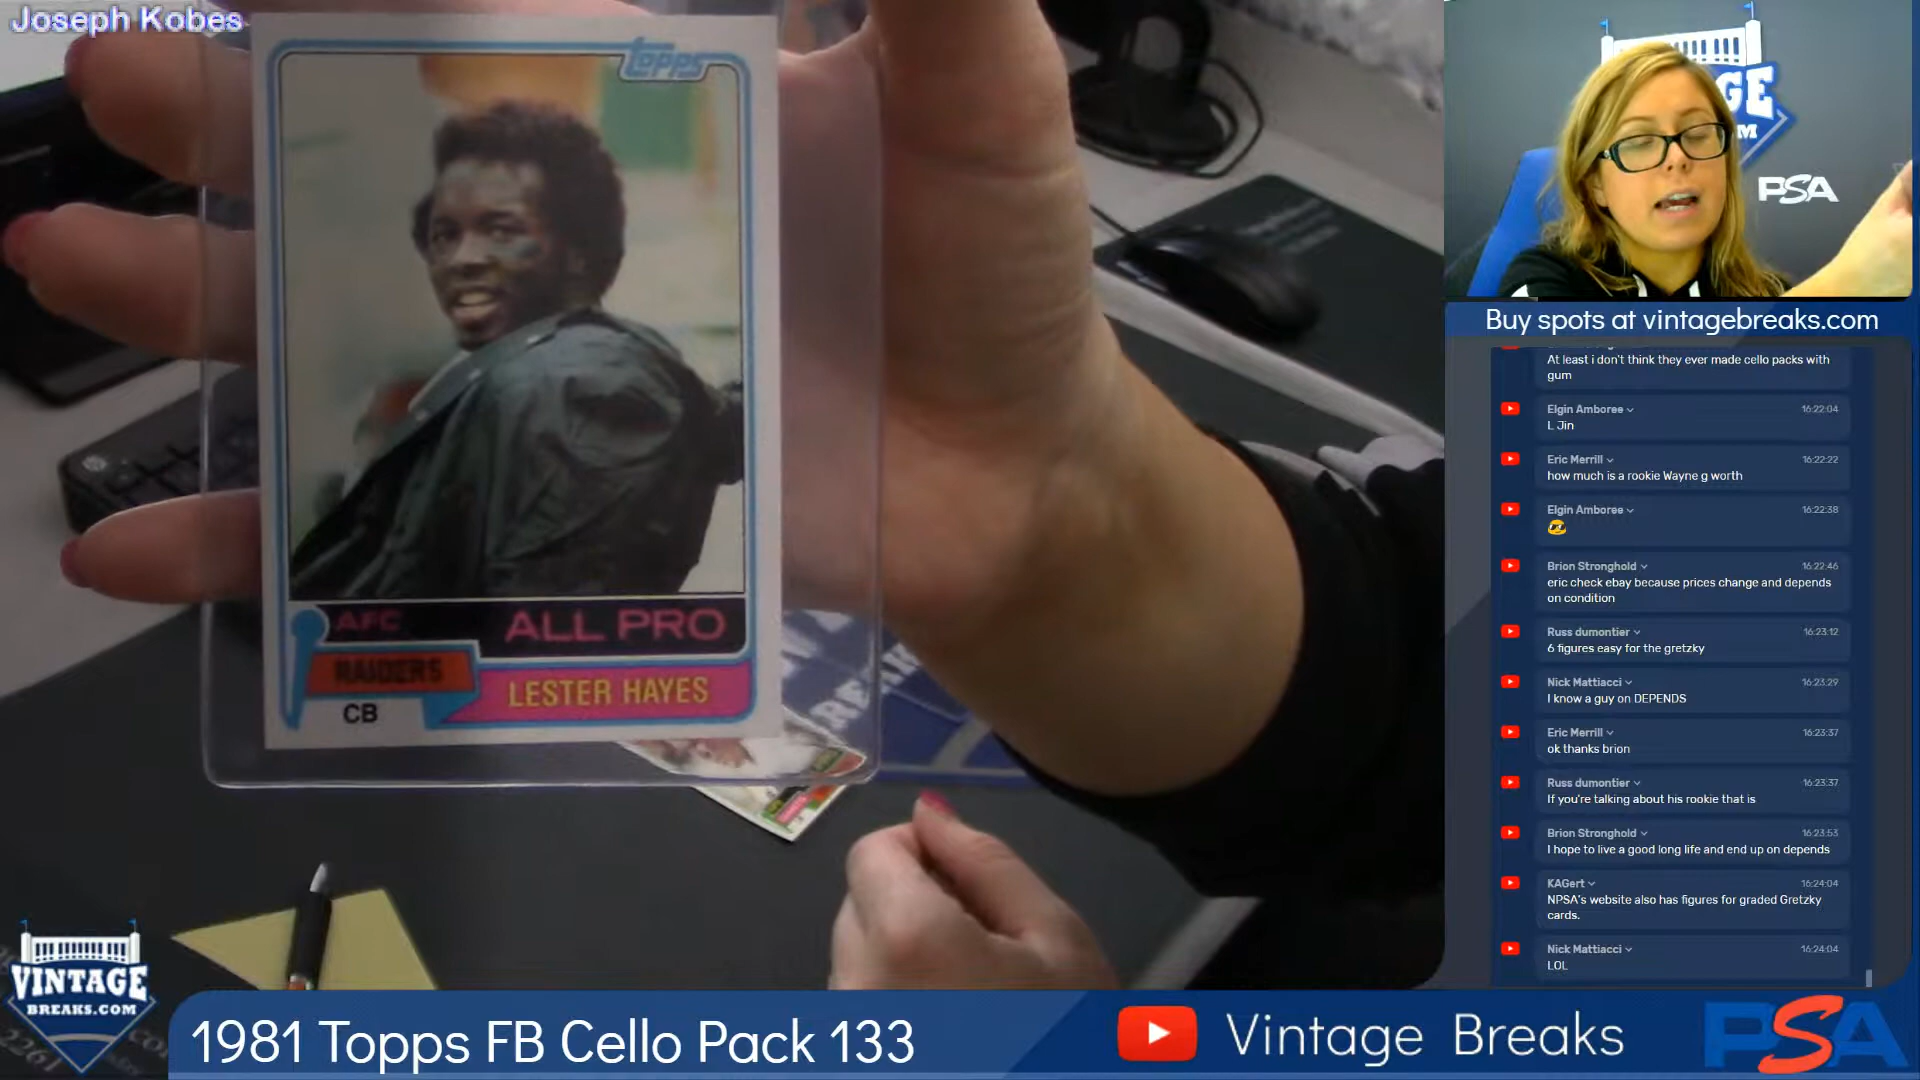 Joseph Kobes
topps
AFC ALL PRO
RAIDERS
LESTER HAYES
CB
PSA
Buy spots at vintagebreaks.com
At least i don't think they ever made cello packs with
gum
Elgin Amboree 16:22:04
L Jin
Eric Merrill 16:22:22
how much is a rookie Wayne g worth
Elgin Amboree 16:22:38
Brion Stronghold 16:22:46
eric check ebay because prices change and depends
on condition
Russ dumontier 16:23:12
6 figures easy for the gretzky
Nick Mattiacci 16:23:29
I know a guy on DEPENDS
Eric Merrill 16:23:37
ok thanks brion
Russ dumontier 16:23:37
If you're talking about his rookie that is
Brion Stronghold 16:23:53
I hope to live a good long life and end up on depends
KAGert 16:24:04
NPSA's website also has figures for graded Gretzky
cards.
Nick Mattiacci 16:24:04
LOL
VINTAGE
BREAKS.COM
1981 Topps FB Cello Pack 133
Vintage Breaks
PSA